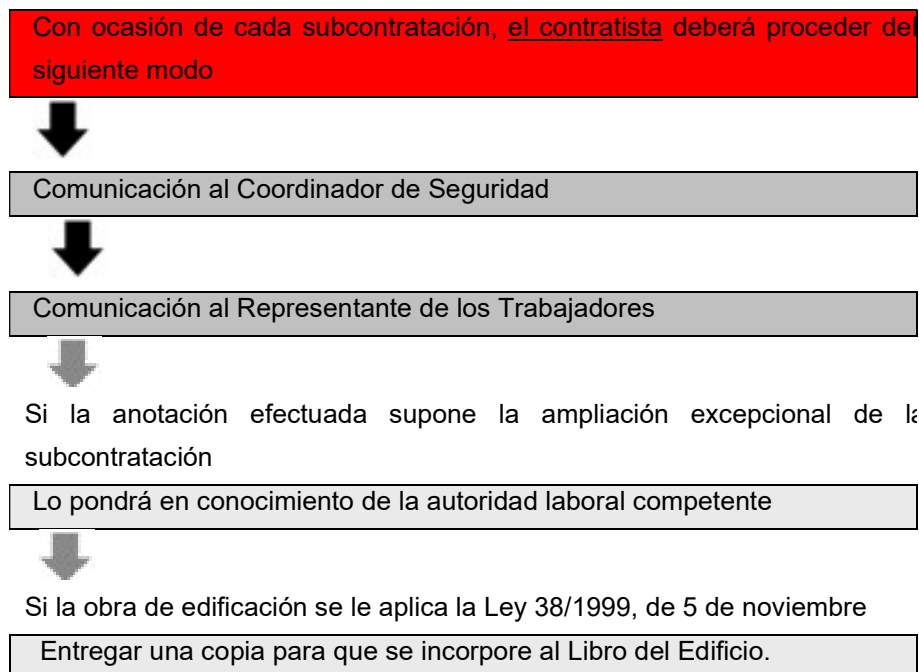 Con ocasión de cada subcontratación, el contratista deberá proceder del
siguiente modo
Comunicación al Coordinador de Seguridad
Comunicación al Representante de los Trabajadores
Si la anotación efectuada supone la ampliación excepcional de la
subcontratación
Lo pondrá en conocimiento de la autoridad laboral competente
Si la obra de edificación se le aplica la Ley 38/1999, de 5 de noviembre
Entregar una copia para que se incorpore al Libro del Edificio.